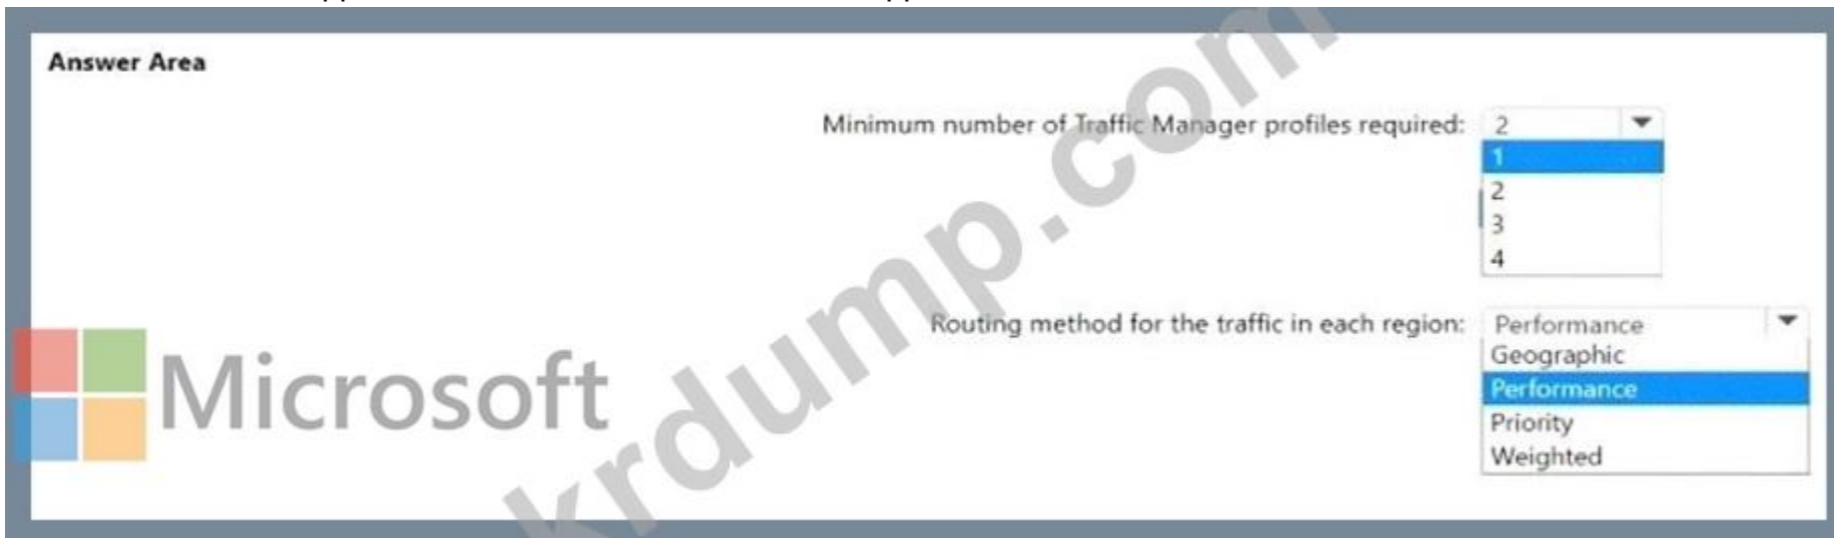 Answer Area
Minimum number of Traffic Manager profiles required: 2
1
2
3
4
Routing method for the traffic in each region: Performance
Geographic
Performance
Priority
Weighted
Microsoft
krdump.com